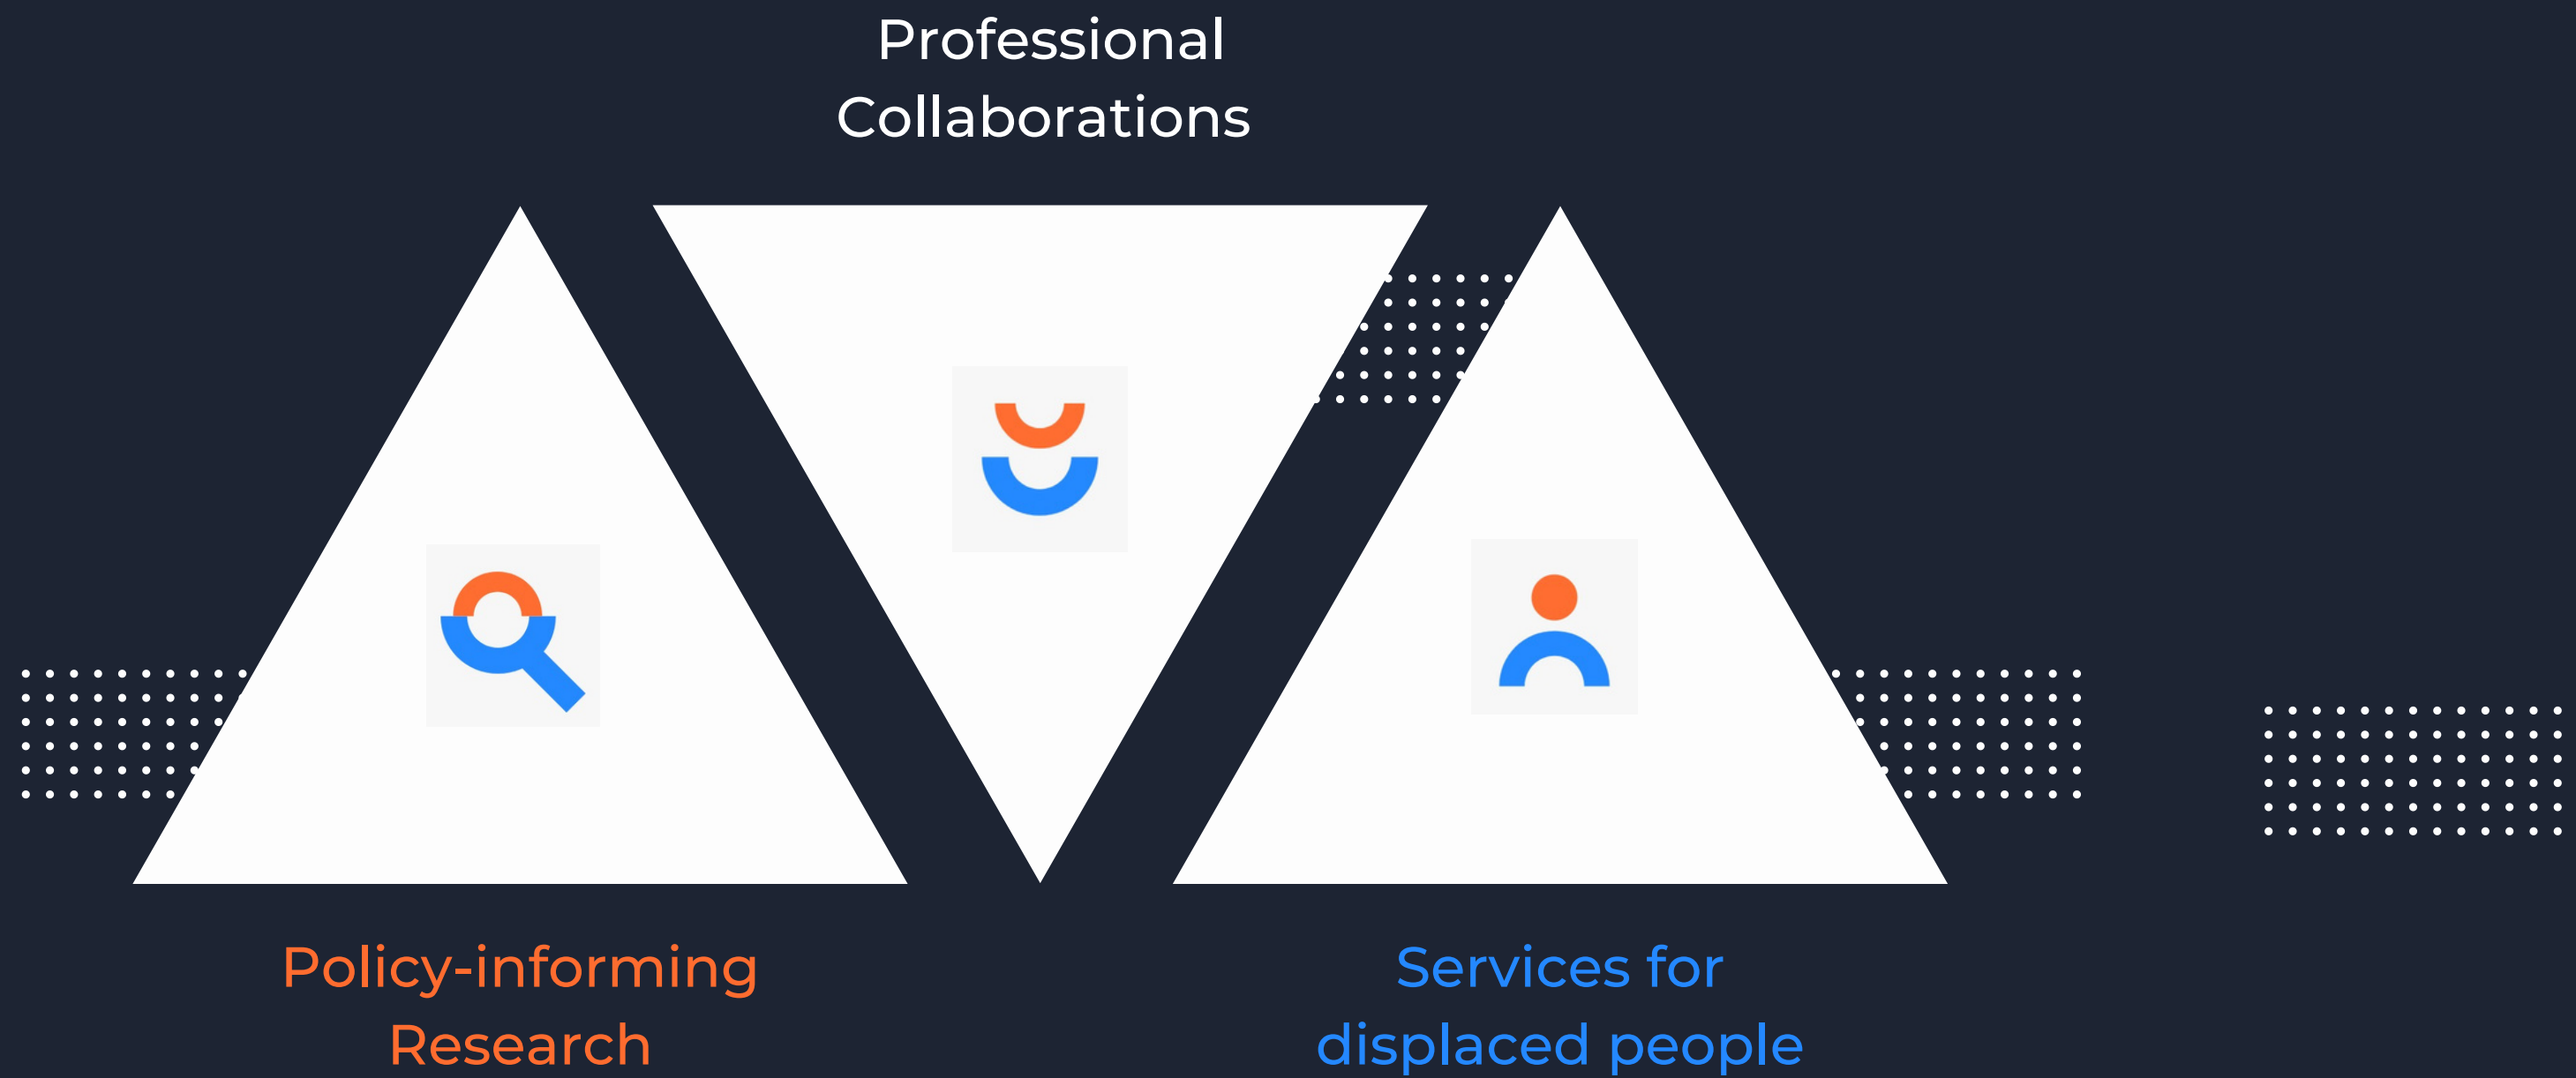 Professional
Collaborations
Policy-informing
Research
Services for
displaced people